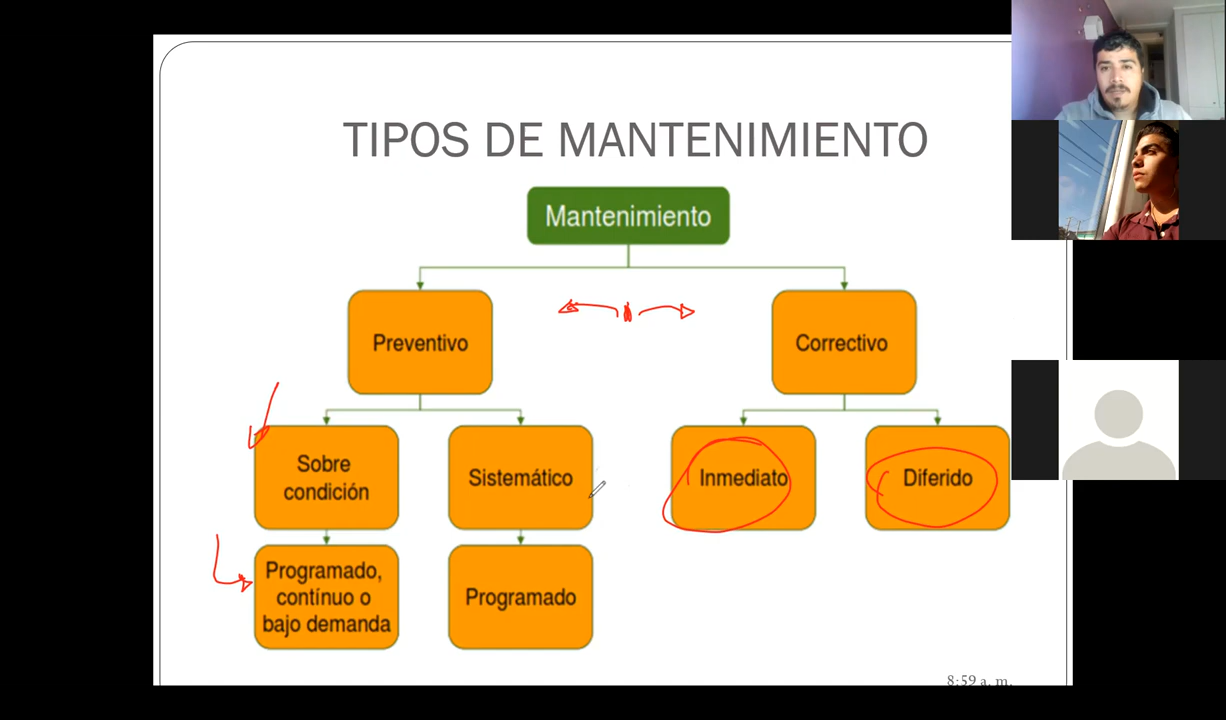 TIPOS DE MANTENIMIENTO
Mantenimiento
Preventivo
Correctivo
Sobre
condición
Sistemático
Inmediato
Diferido
Programado,
contínuo o
bajo demanda
Programado
8:59 a. m.